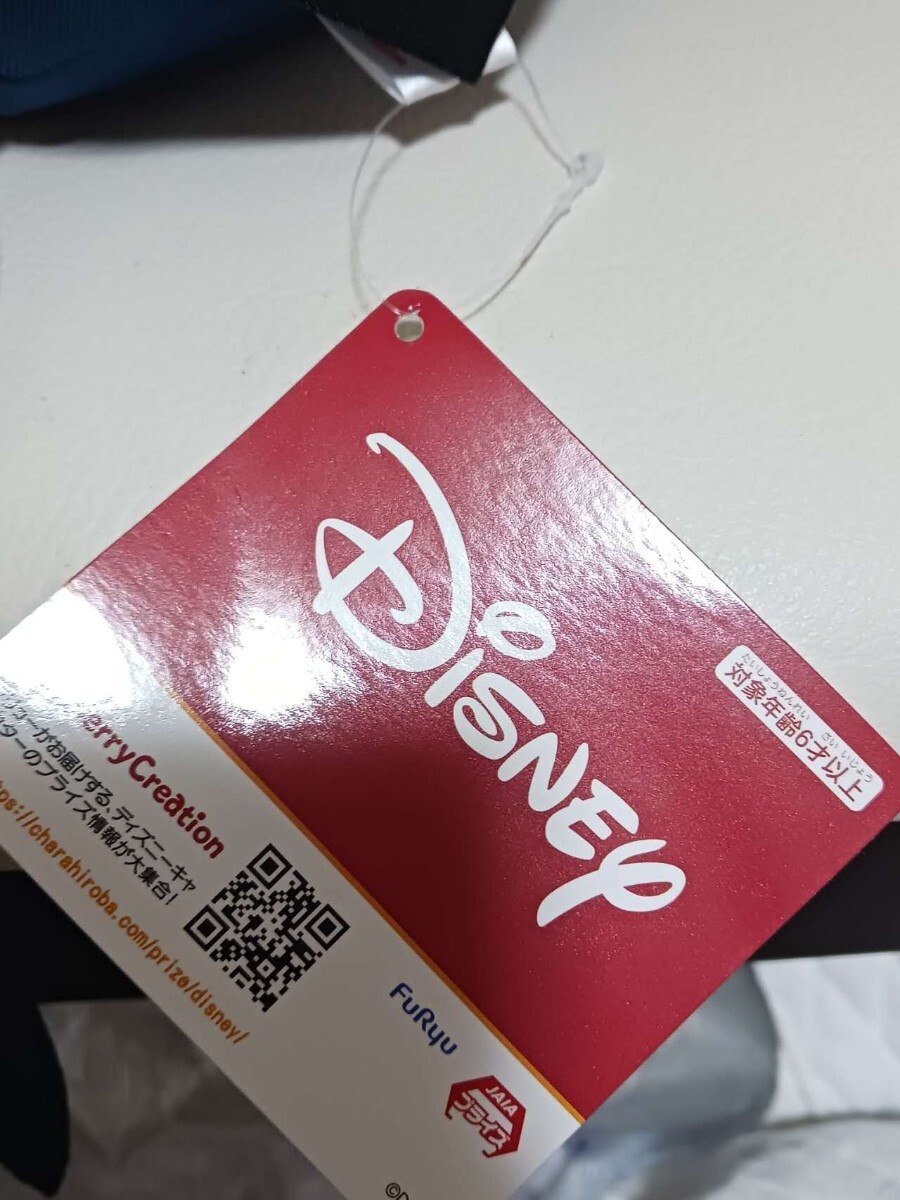 Disney
たいしょうねんれい さい いじょう
対象年齢6才以上
erryCreation
ューがお届けする、ディズニーキャ
ターのプライズ情報が大集合!
ps://charahiroba.com/prize/disney/
FuRyu
JAIA
プライズ
©D